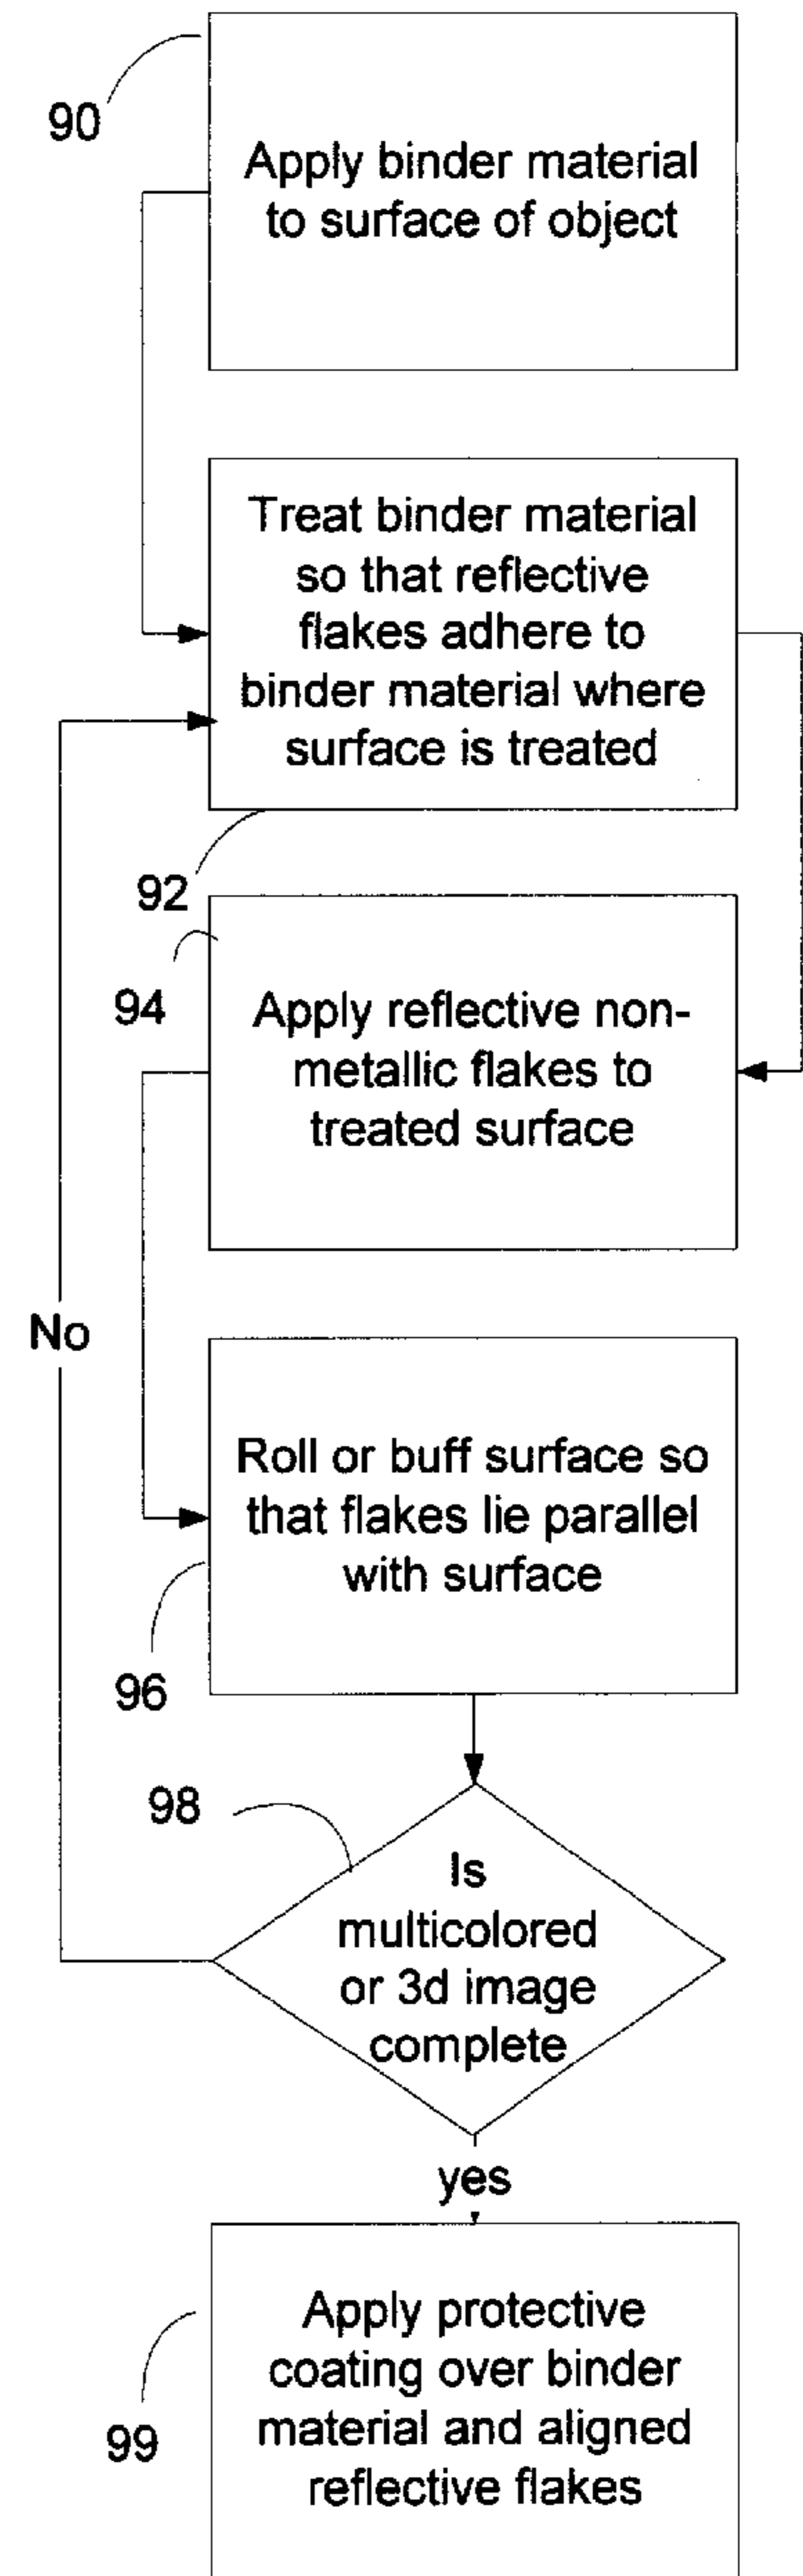 90
Apply binder material
to surface of object
Treat binder material
so that reflective
flakes adhere to
binder material where
surface is treated
92
94
Apply reflective non-
metallic flakes to
treated surface
No
Roll or buff surface so
that flakes lie parallel
with surface
96
98
Is
multicolored
or 3d image
complete
yes
Apply protective
coating over binder
material and aligned
reflective flakes
99